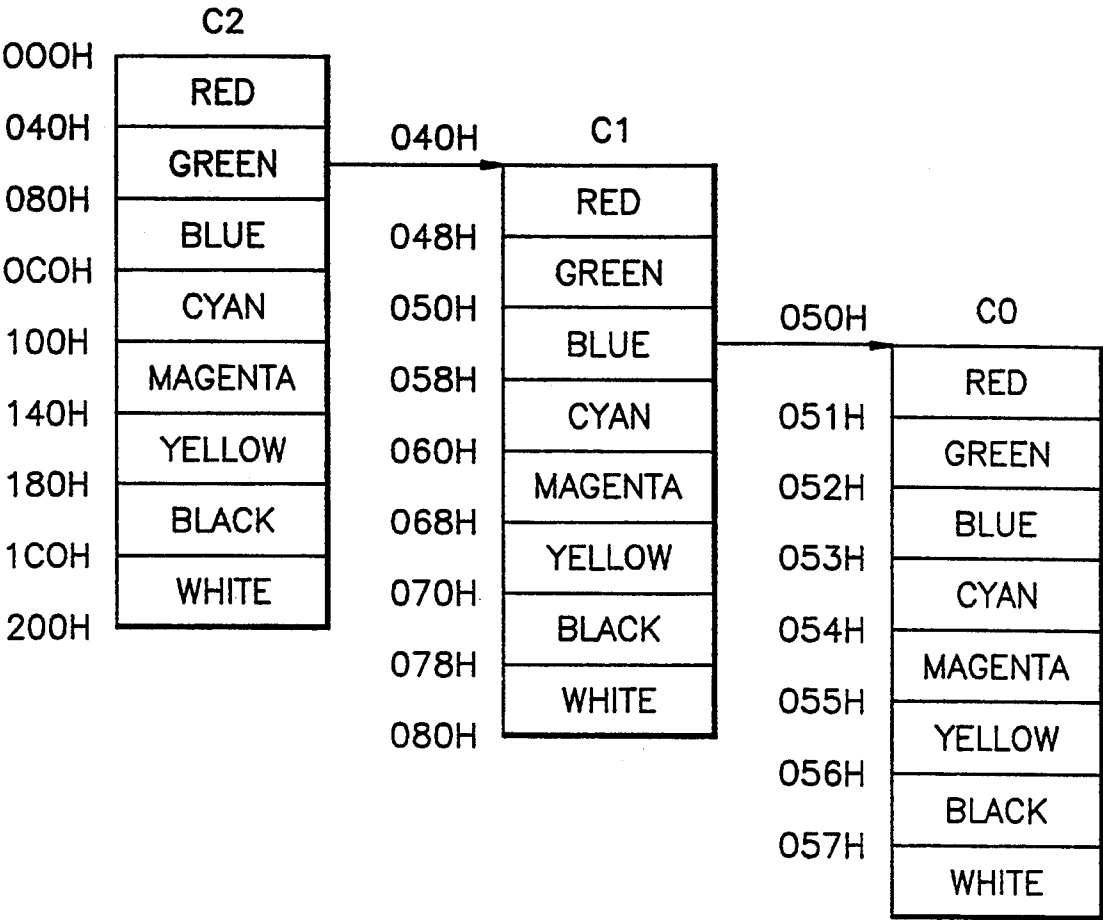 C2
000H
RED
040H
GREEN
080H
BLUE
0C0H
CYAN
100H
MAGENTA
140H
YELLOW
180H
BLACK
1C0H
WHITE
200H
040H
C1
RED
048H
GREEN
050H
BLUE
058H
CYAN
060H
MAGENTA
068H
YELLOW
070H
BLACK
078H
WHITE
080H
050H
C0
RED
051H
GREEN
052H
BLUE
053H
CYAN
054H
MAGENTA
055H
YELLOW
056H
BLACK
057H
WHITE